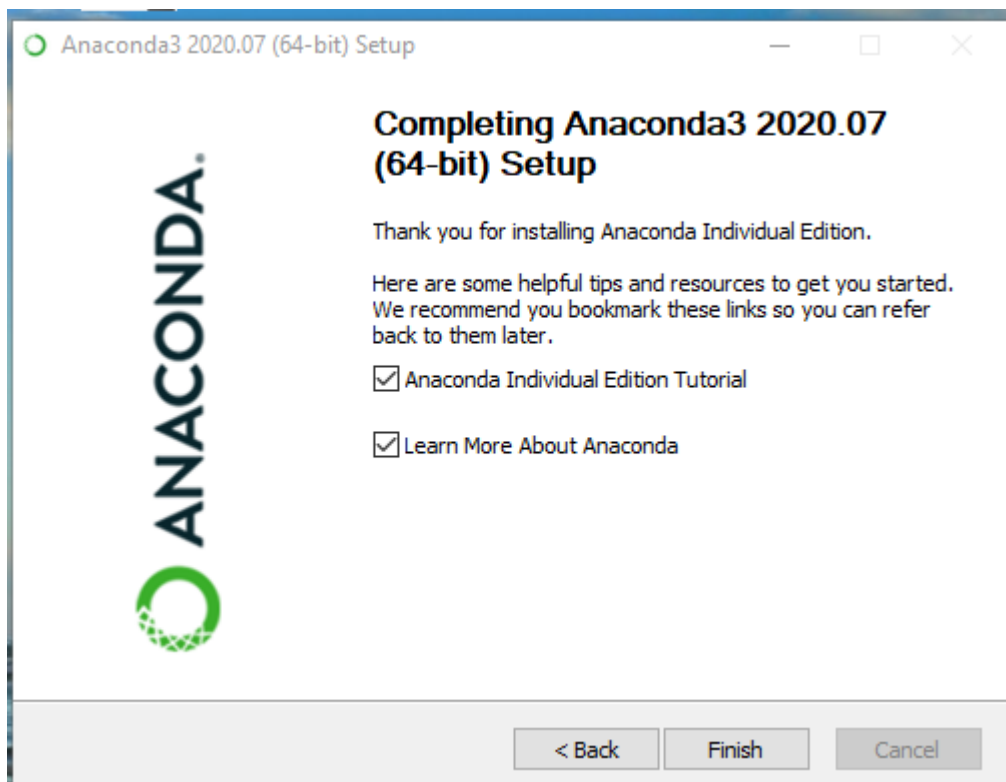 Anaconda3 2020.07 (64-bit) Setup
ANACONDA.
Completing Anaconda3 2020.07
(64-bit) Setup
Thank you for installing Anaconda Individual Edition.
Here are some helpful tips and resources to get you started.
We recommend you bookmark these links so you can refer
back to them later.
Anaconda Individual Edition Tutorial
Learn More About Anaconda
< Back Finish Cancel